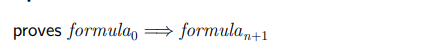 proves formula₀ ⟹ formulaₙ₊₁